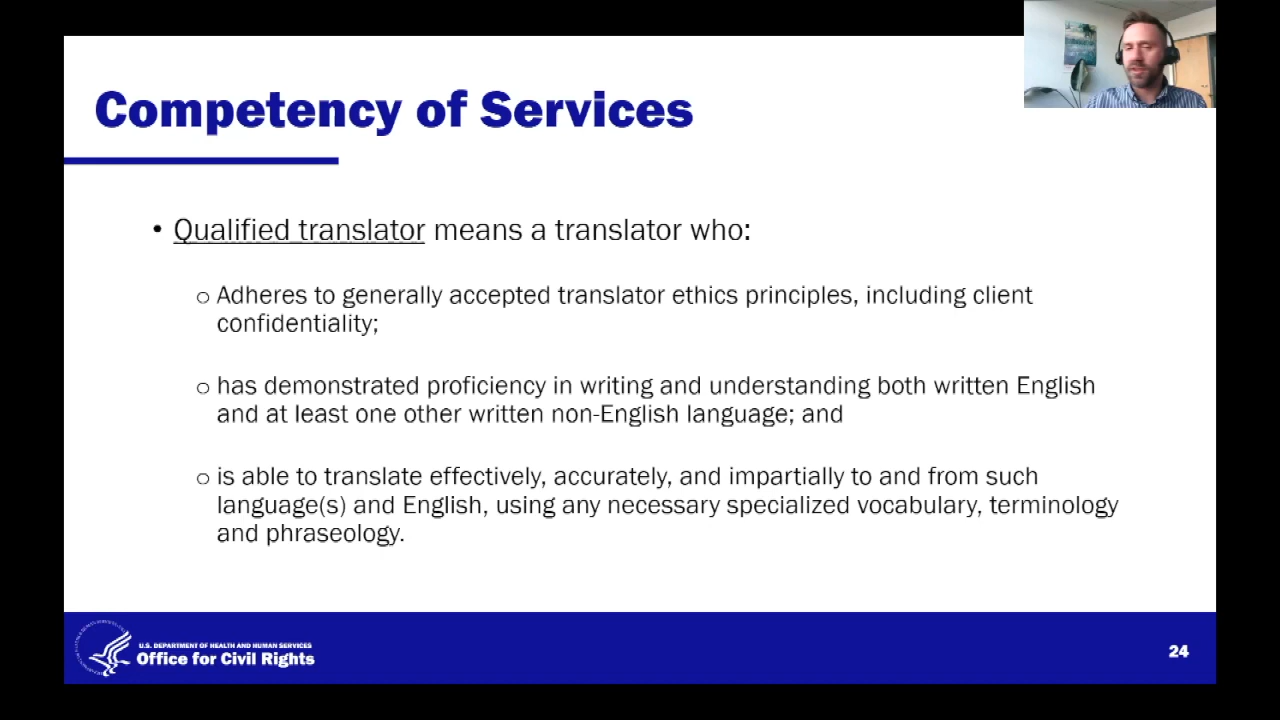 Competency of Services
• Qualified translator means a translator who:
o Adheres to generally accepted translator ethics principles, including client
confidentiality;
o has demonstrated proficiency in writing and understanding both written English
and at least one other written non-English language; and
o is able to translate effectively, accurately, and impartially to and from such
language(s) and English, using any necessary specialized vocabulary, terminology
and phraseology.
U.S. DEPARTMENT OF HEALTH AND HUMAN SERVICES
Office for Civil Rights
24